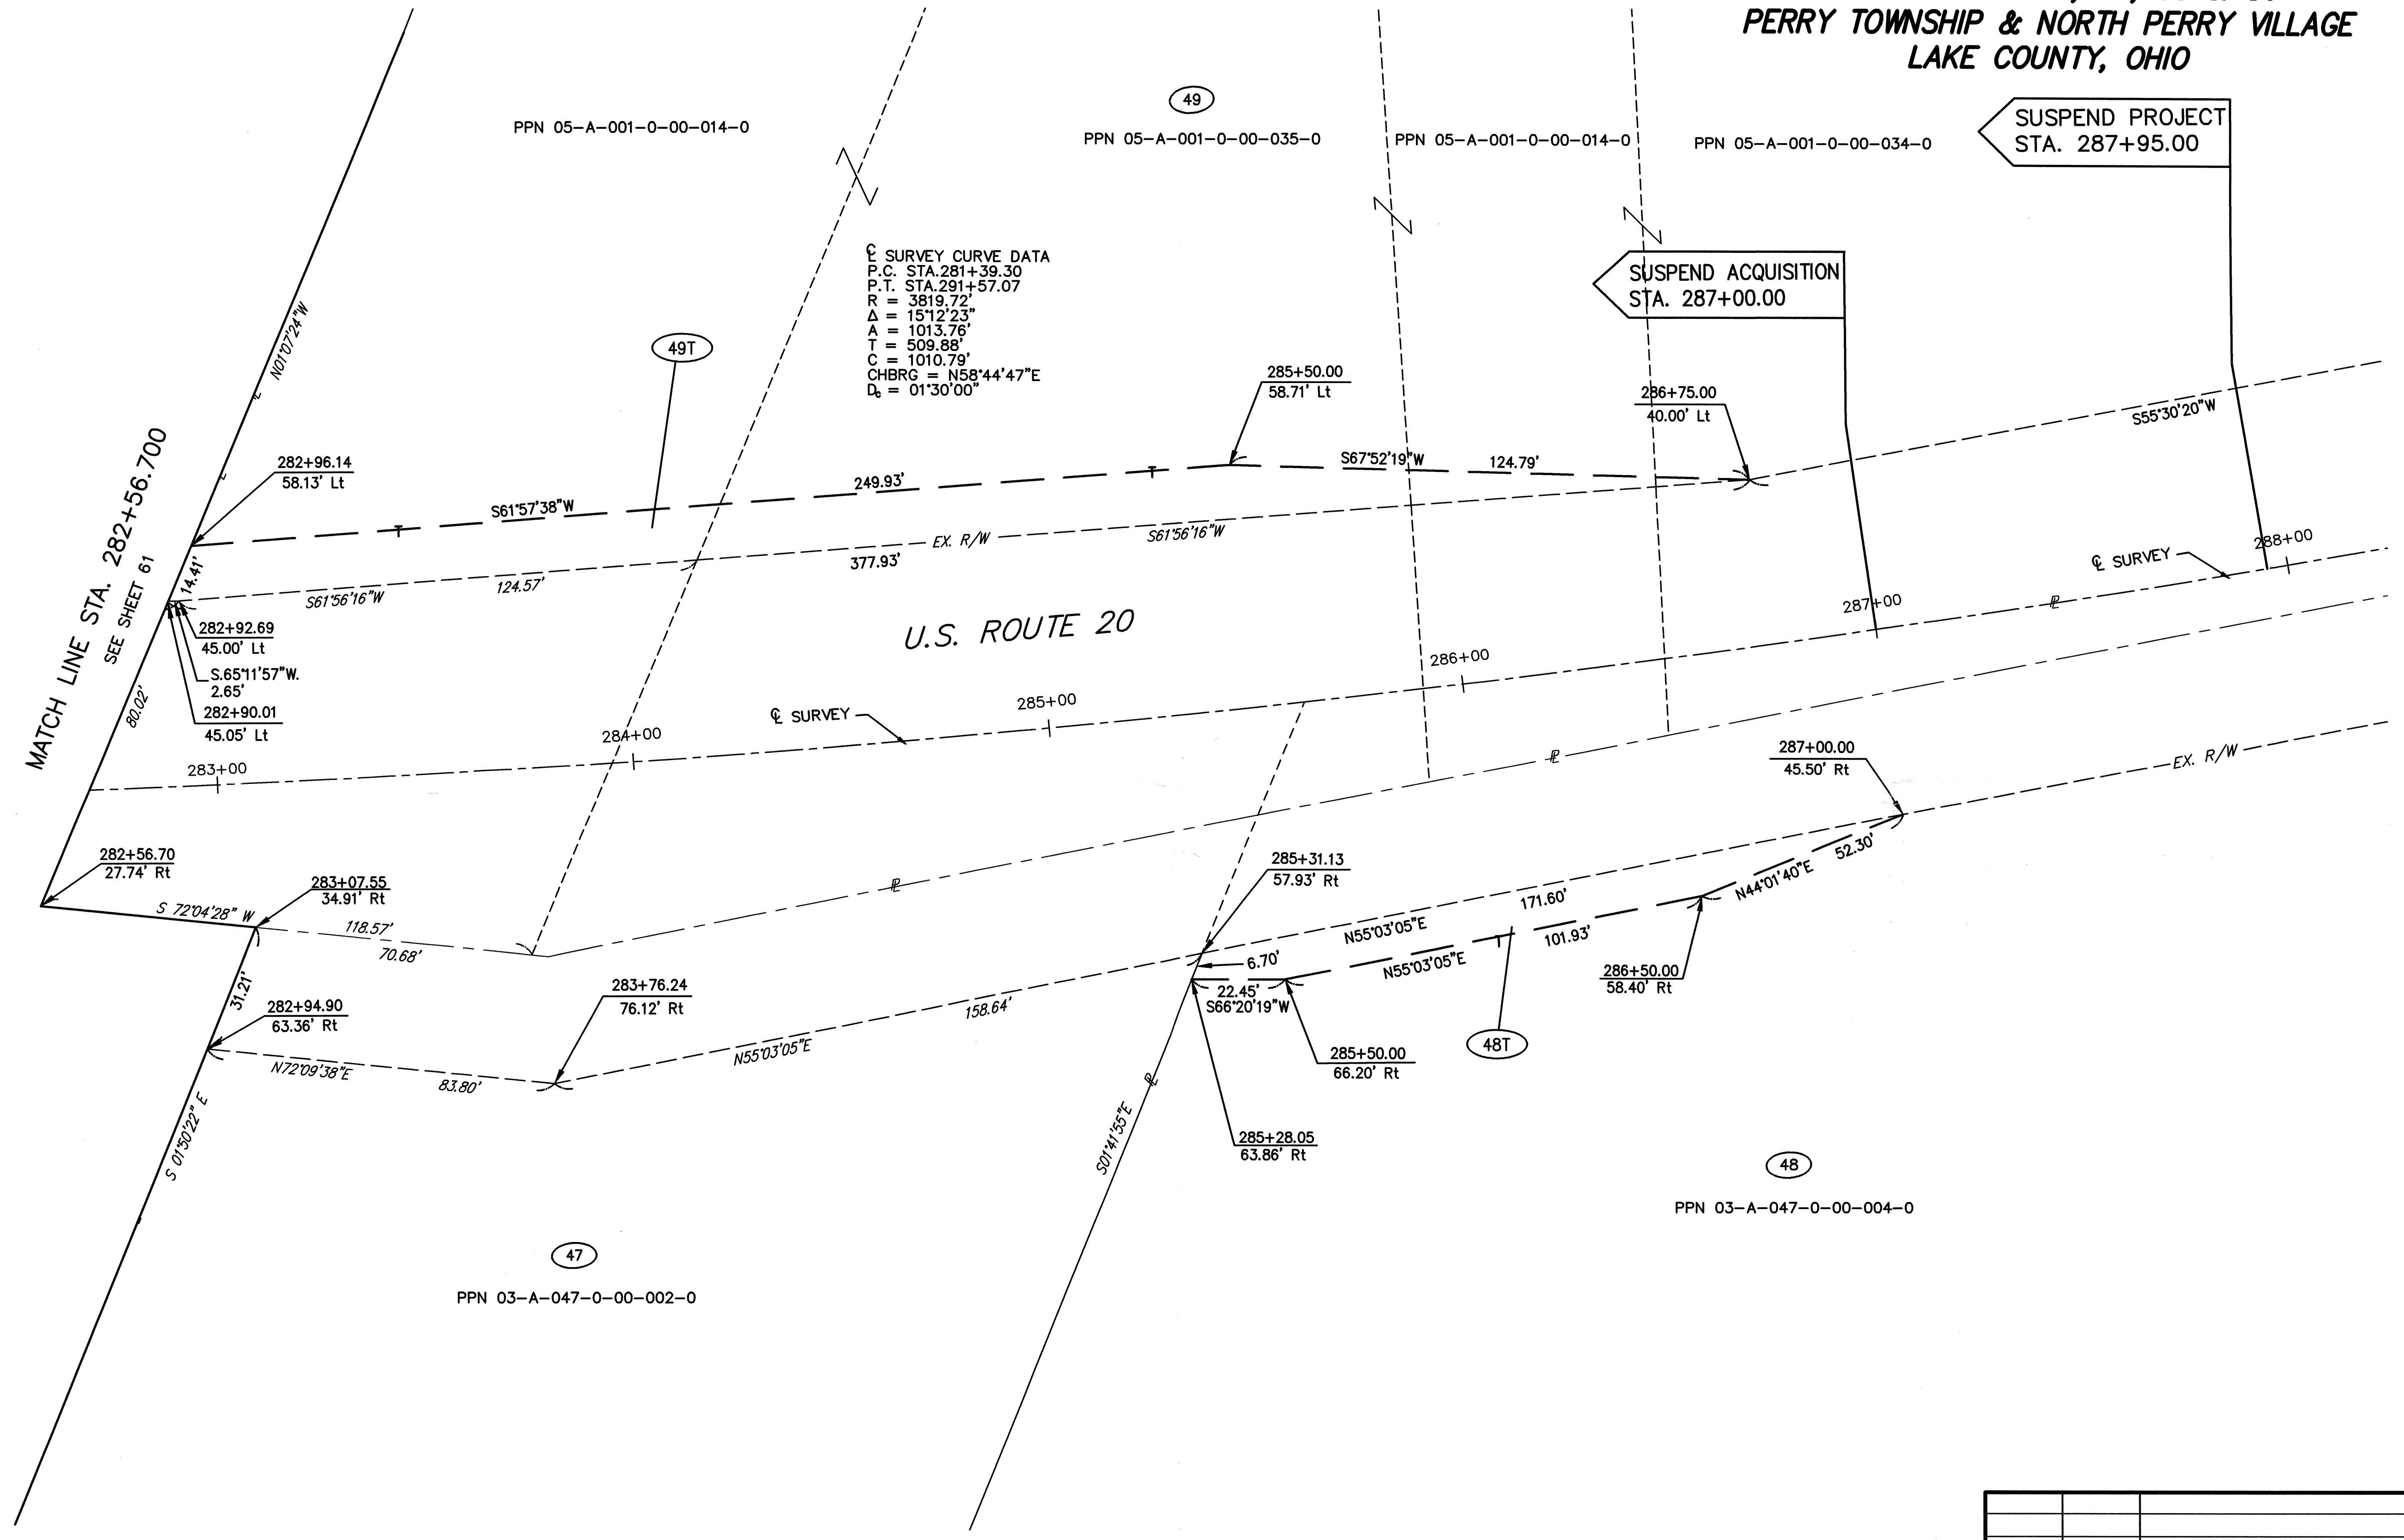 PERRY TOWNSHIP & NORTH PERRY VILLAGE
LAKE COUNTY, OHIO
SUSPEND PROJECT
STA. 287+95.00
49
PPN 05-A-001-0-00-014-0
PPN 05-A-001-0-00-035-0
PPN 05-A-001-0-00-014-0
PPN 05-A-001-0-00-034-0
SUSPEND ACQUISITION
STA. 287+00.00
℄ SURVEY CURVE DATA
P.C. STA.281+39.30
P.T. STA.291+57.07
R = 3819.72'
Δ = 15°12'23"
A = 1013.76'
T = 509.88'
C = 1010.79'
CHBRG = N58°44'47"E
Dc = 01°30'00"
N01°07'24"W
49T
285+50.00
58.71' Lt
286+75.00
40.00' Lt
S55°30'20"W
MATCH LINE STA. 282+56.700
SEE SHEET 61
282+96.14
58.13' Lt
S61°57'38"W
T
249.93'
T
S67°52'19"W
124.79'
14.41'
S61°56'16"W
124.57'
377.93'
EX. R/W
S61°56'16"W
282+92.69
45.00' Lt
S.65°11'57"W.
2.65'
282+90.01
45.05' Lt
80.02'
U.S. ROUTE 20
℄ SURVEY
283+00
284+00
285+00
286+00
287+00
288+00
℄ SURVEY
PL
PL
PL
287+00.00
45.50' Rt
EX. R/W
282+56.70
27.74' Rt
S 72°04'28" W
283+07.55
34.91' Rt
118.57'
70.68'
31.21'
282+94.90
63.36' Rt
N72°09'38"E
83.80'
283+76.24
76.12' Rt
N55°03'05"E
158.64'
285+31.13
57.93' Rt
6.70'
22.45'
S66°20'19"W
N55°03'05"E
171.60'
N55°03'05"E
T
101.93'
N44°01'40"E
52.30'
286+50.00
58.40' Rt
48T
285+50.00
66.20' Rt
285+28.05
63.86' Rt
PL
S01°41'55"E
S 01°50'22" E
48
PPN 03-A-047-0-00-004-0
47
PPN 03-A-047-0-00-002-0